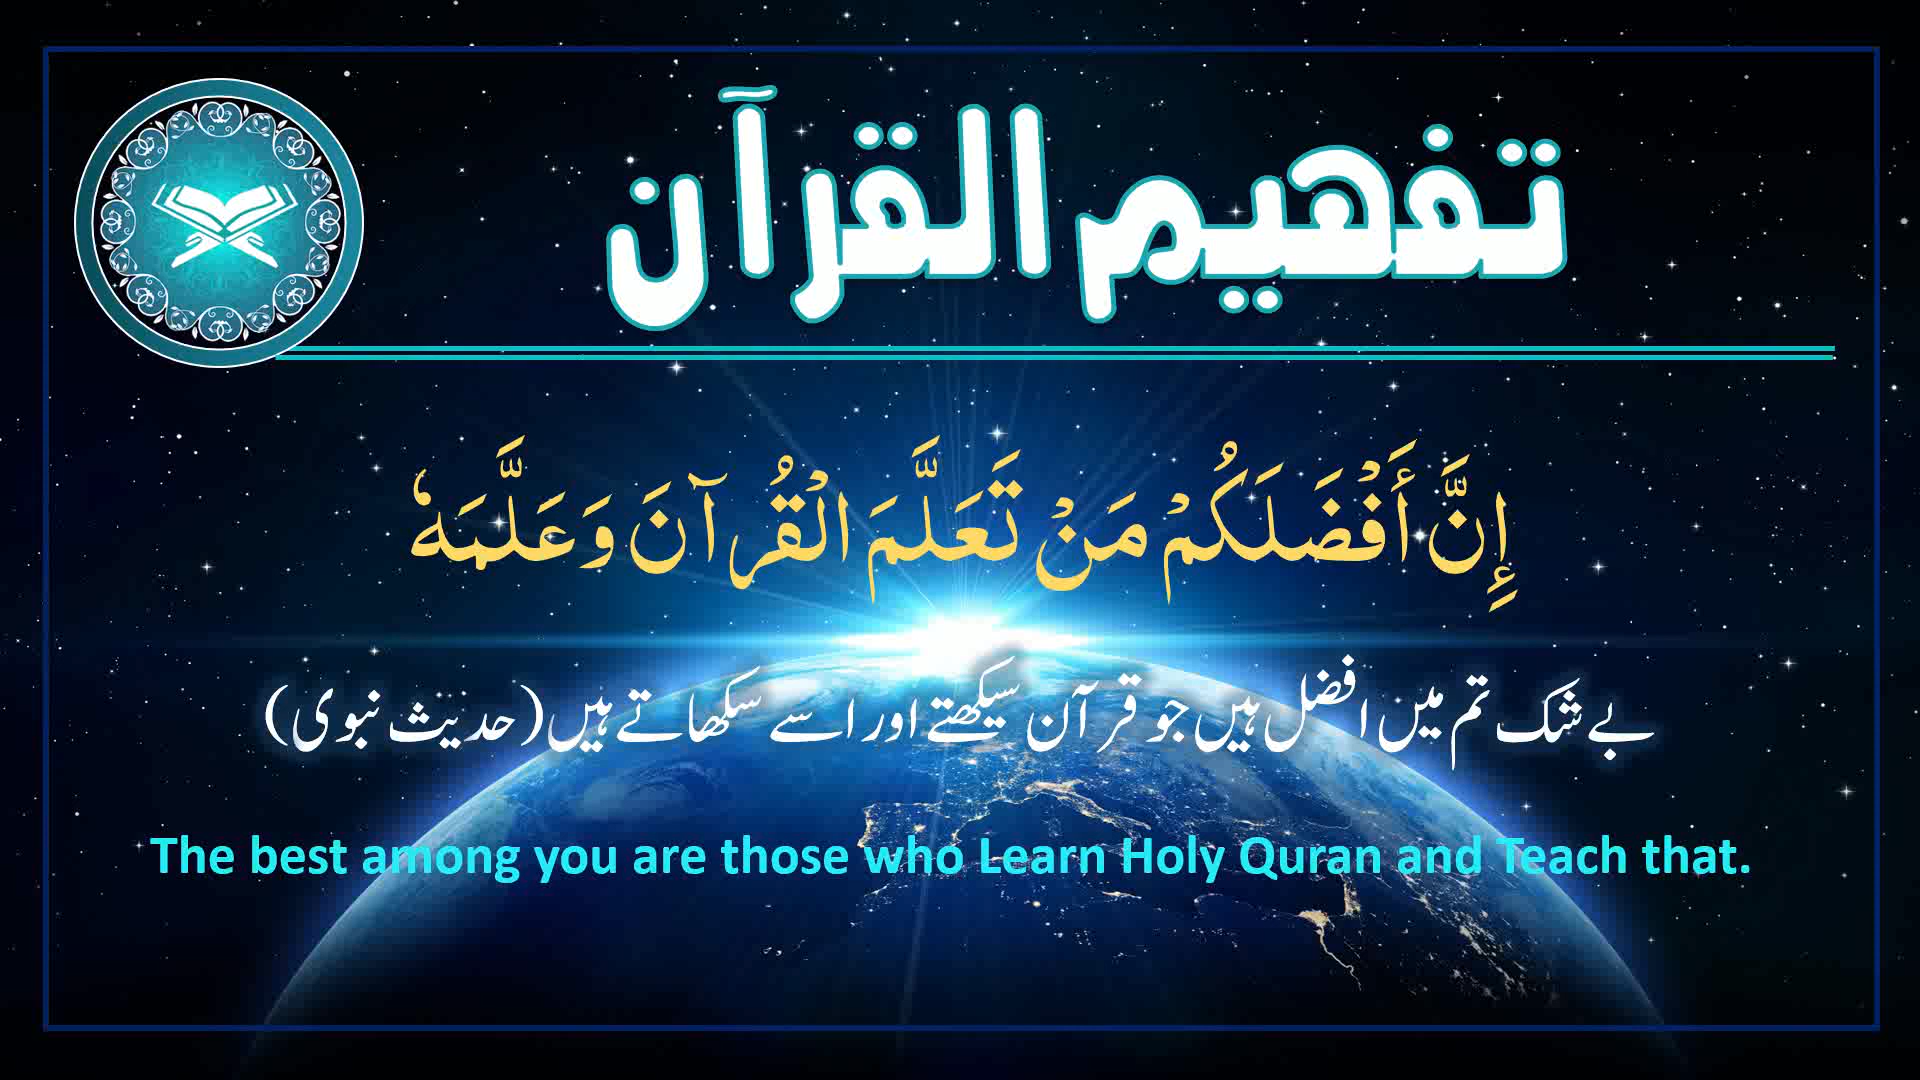 تفہیم القرآن
إِنَّ أَفْضَلَكُمْ مَنْ تَعَلَّمَ الْقُرآنَ وَعَلَّمَهٗ
بے شک تم میں افضل ہیں جو قرآن سیکھتے اور اسے سکھاتے ہیں (حدیث نبوی)
The best among you are those who Learn Holy Quran and Teach that.